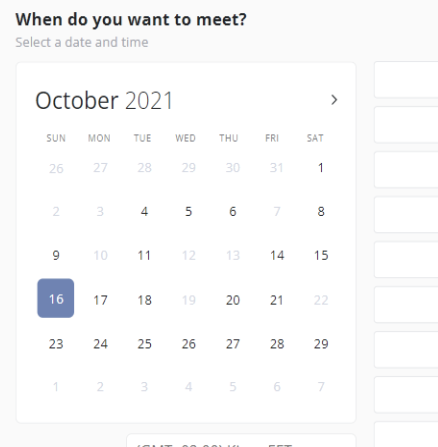 When do you want to meet?
Select a date and time
October 2021 >
SUN MON TUE WED THU FRI SAT
26 27 28 29 30 31 1
2 3 4 5 6 7 8
9 10 11 12 13 14 15
16 17 18 19 20 21 22
23 24 25 26 27 28 29
1 2 3 4 5 6 7